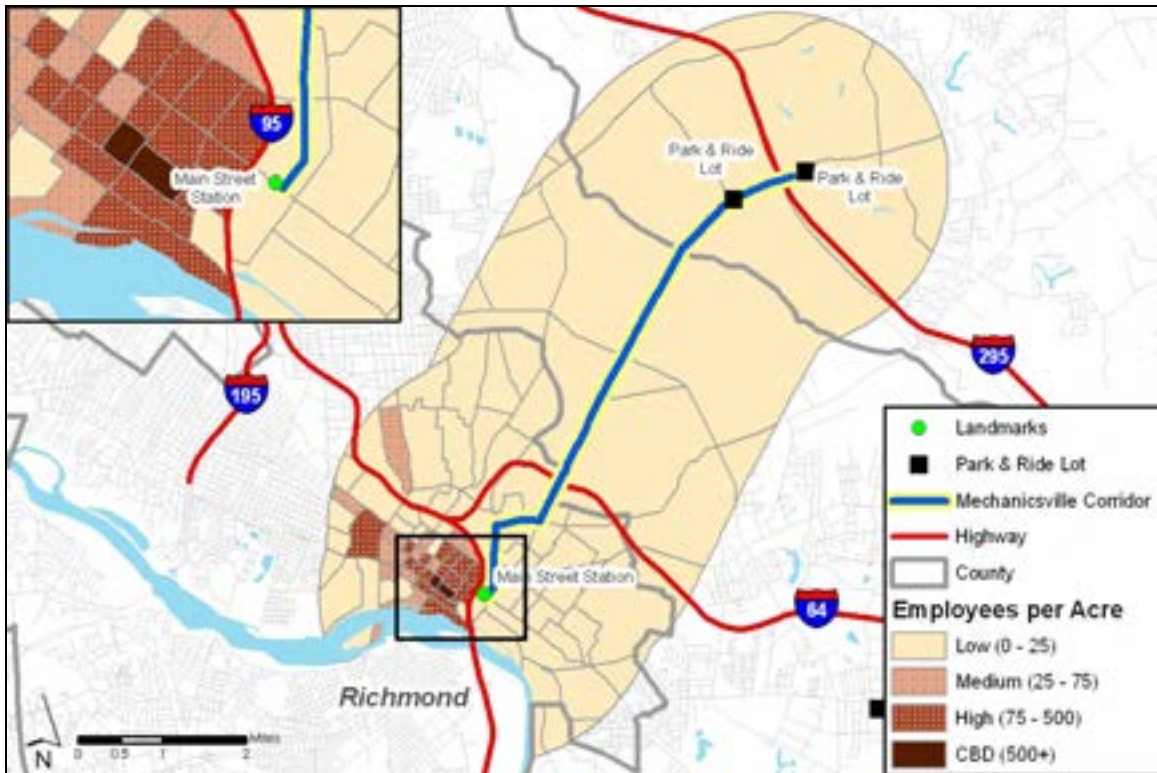 95
Main Street
Station
Park & Ride
Lot
Park & Ride
Lot
195
295
Main Street Station
64
Richmond
N
0 0.5 1 2
Miles
Landmarks
Park & Ride Lot
Mechanicsville Corridor
Highway
County
Employees per Acre
Low (0 - 25)
Medium (25 - 75)
High (75 - 500)
CBD (500+)